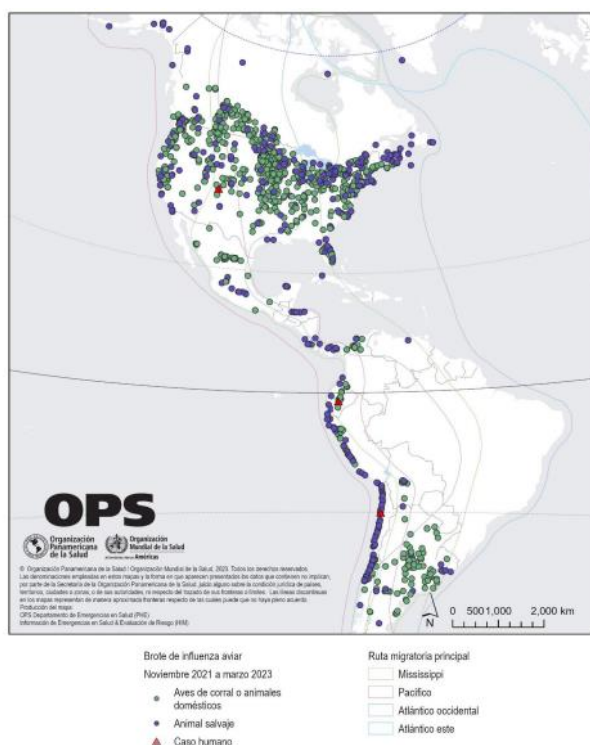 OPS
Organización
Panamericana
de la Salud
Organización
Mundial de la Salud
Américas
© Organización Panamericana de la Salud / Organización Mundial de la Salud, 2023. Todos los derechos reservados.
Las denominaciones empleadas en estos mapas y la forma en que aparecen presentados los datos que contienen no implican,
por parte de la Secretaría de la Organización Panamericana de la Salud, juicio alguno sobre la condición jurídica de países,
territorios, ciudades o zonas, o de sus autoridades, ni respecto del trazado de sus fronteras o límites. Las líneas discontinuas
en los mapas representan de manera aproximada fronteras respecto de las cuales puede que no haya pleno acuerdo.
Producción del mapa:
OPS Departamento de Emergencias en Salud (PHE)
Información de Emergencias en Salud & Evaluación de Riesgo (HIM)
N
0 500 1,000 2,000 km
Brote de influenza aviar
Noviembre 2021 a marzo 2023
Aves de corral o animales
domésticos
Animal salvaje
Caso humano
Ruta migratoria principal
Mississippi
Pacífico
Atlántico occidental
Atlántico este